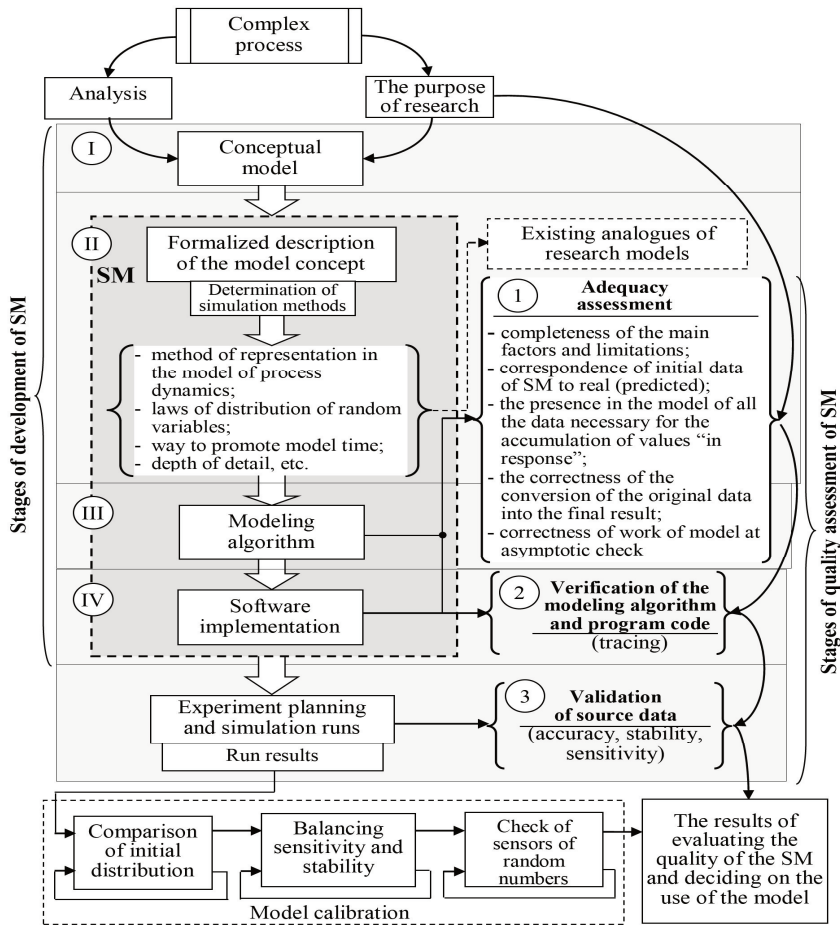 Complex
process
Analysis
The purpose
of research
I
Conceptual
model
II
SM
Formalized description
of the model concept
Determination of
simulation methods
- method of representation in
the model of process
dynamics;
- laws of distribution of random
variables;
- way to promote model time;
- depth of detail, etc.
III
Modeling
algorithm
IV
Software
implementation
Stages of development of SM
Existing analogues of
research models
1
Adequacy
assessment
- completeness of the main
factors and limitations;
- correspondence of initial data
of SM to real (predicted);
- the presence in the model of all
the data necessary for the
accumulation of values “in
response”;
- the correctness of the
conversion of the original data
into the final result;
- correctness of work of model at
asymptotic check
2
Verification of the
modeling algorithm
and program code
(tracing)
3
Validation
of source data
(accuracy, stability,
sensitivity)
Stages of quality assessment of SM
Experiment planning
and simulation runs
Run results
Comparison
of initial
distribution
Balancing
sensitivity and
stability
Check of
sensors of
random
numbers
Model calibration
The results of
evaluating the
quality of the SM
and deciding on the
use of the model